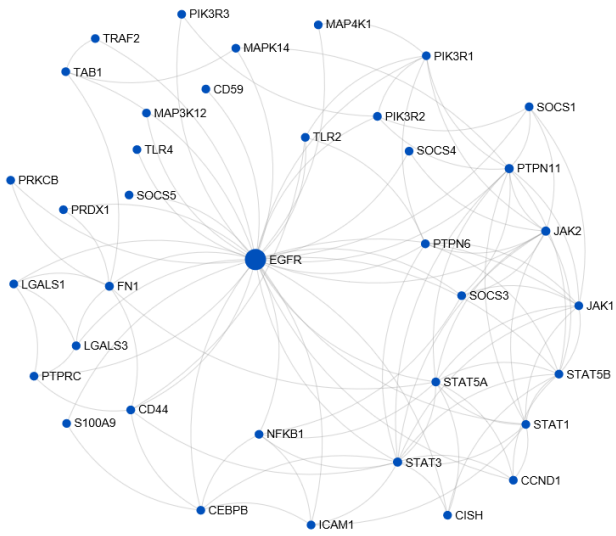 PIK3R3
MAP4K1
TRAF2
MAPK14
PIK3R1
TAB1
CD59
SOCS1
MAP3K12
PIK3R2
TLR2
TLR4
SOCS4
PTPN11
PRKCB
SOCS5
PRDX1
JAK2
PTPN6
EGFR
LGALS1
FN1
SOCS3
JAK1
LGALS3
PTPRC
STAT5A
STAT5B
CD44
S100A9
STAT1
NFKB1
STAT3
CCND1
CEBPB
CISH
ICAM1